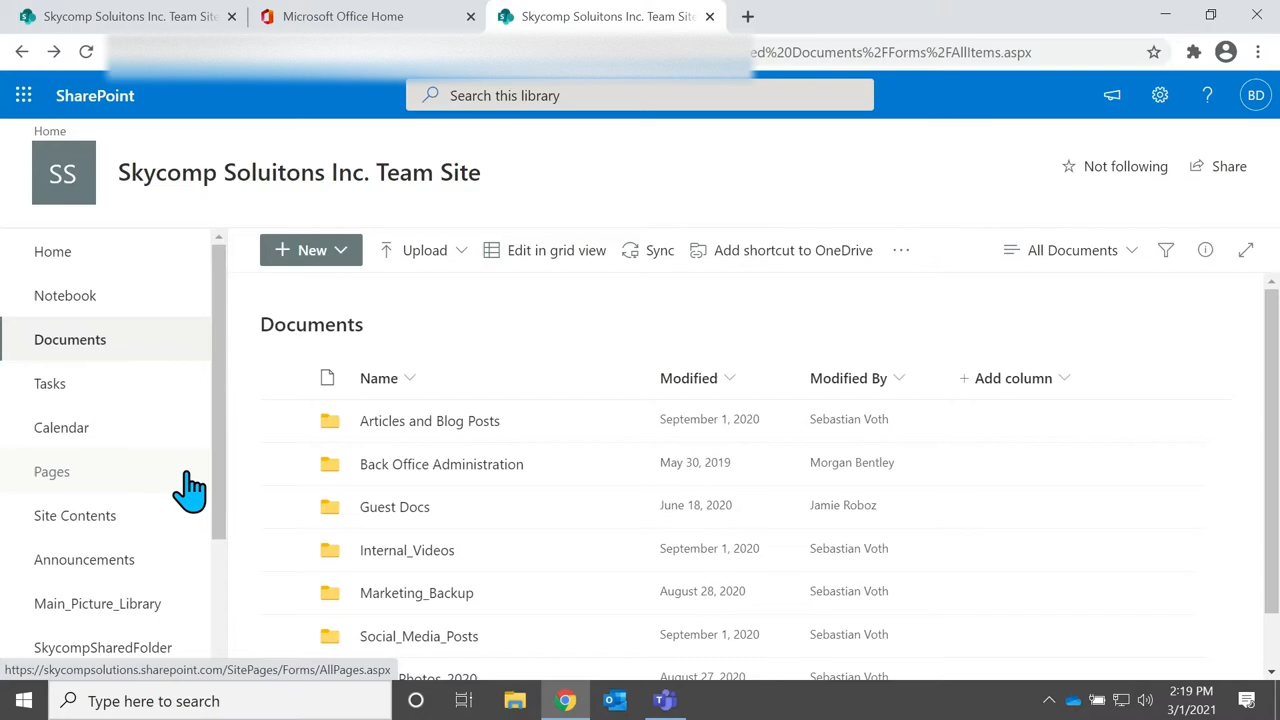 Skycomp Soluitons Inc. Team Site
Microsoft Office Home
Skycomp Soluitons Inc. Team Site
ed%20Documents%2FForms%2FAllItems.aspx
SharePoint
Search this library
BD
Home
SS
Skycomp Soluitons Inc. Team Site
Not following
Share
Home
Notebook
Documents
Tasks
Calendar
Pages
Site Contents
Announcements
Main_Picture_Library
SkycompSharedFolder
New
Upload
Edit in grid view
Sync
Add shortcut to OneDrive
All Documents
Documents
Name Modified Modified By + Add column
Articles and Blog Posts September 1, 2020 Sebastian Voth
Back Office Administration May 30, 2019 Morgan Bentley
Guest Docs June 18, 2020 Jamie Roboz
Internal_Videos September 1, 2020 Sebastian Voth
Marketing_Backup August 28, 2020 Sebastian Voth
Social_Media_Posts September 1, 2020 Sebastian Voth
Photos_2020 August 27, 2020 Sebastian Voth
https://skycompsolutions.sharepoint.com/SitePages/Forms/AllPages.aspx
Type here to search
2:19 PM
3/1/2021